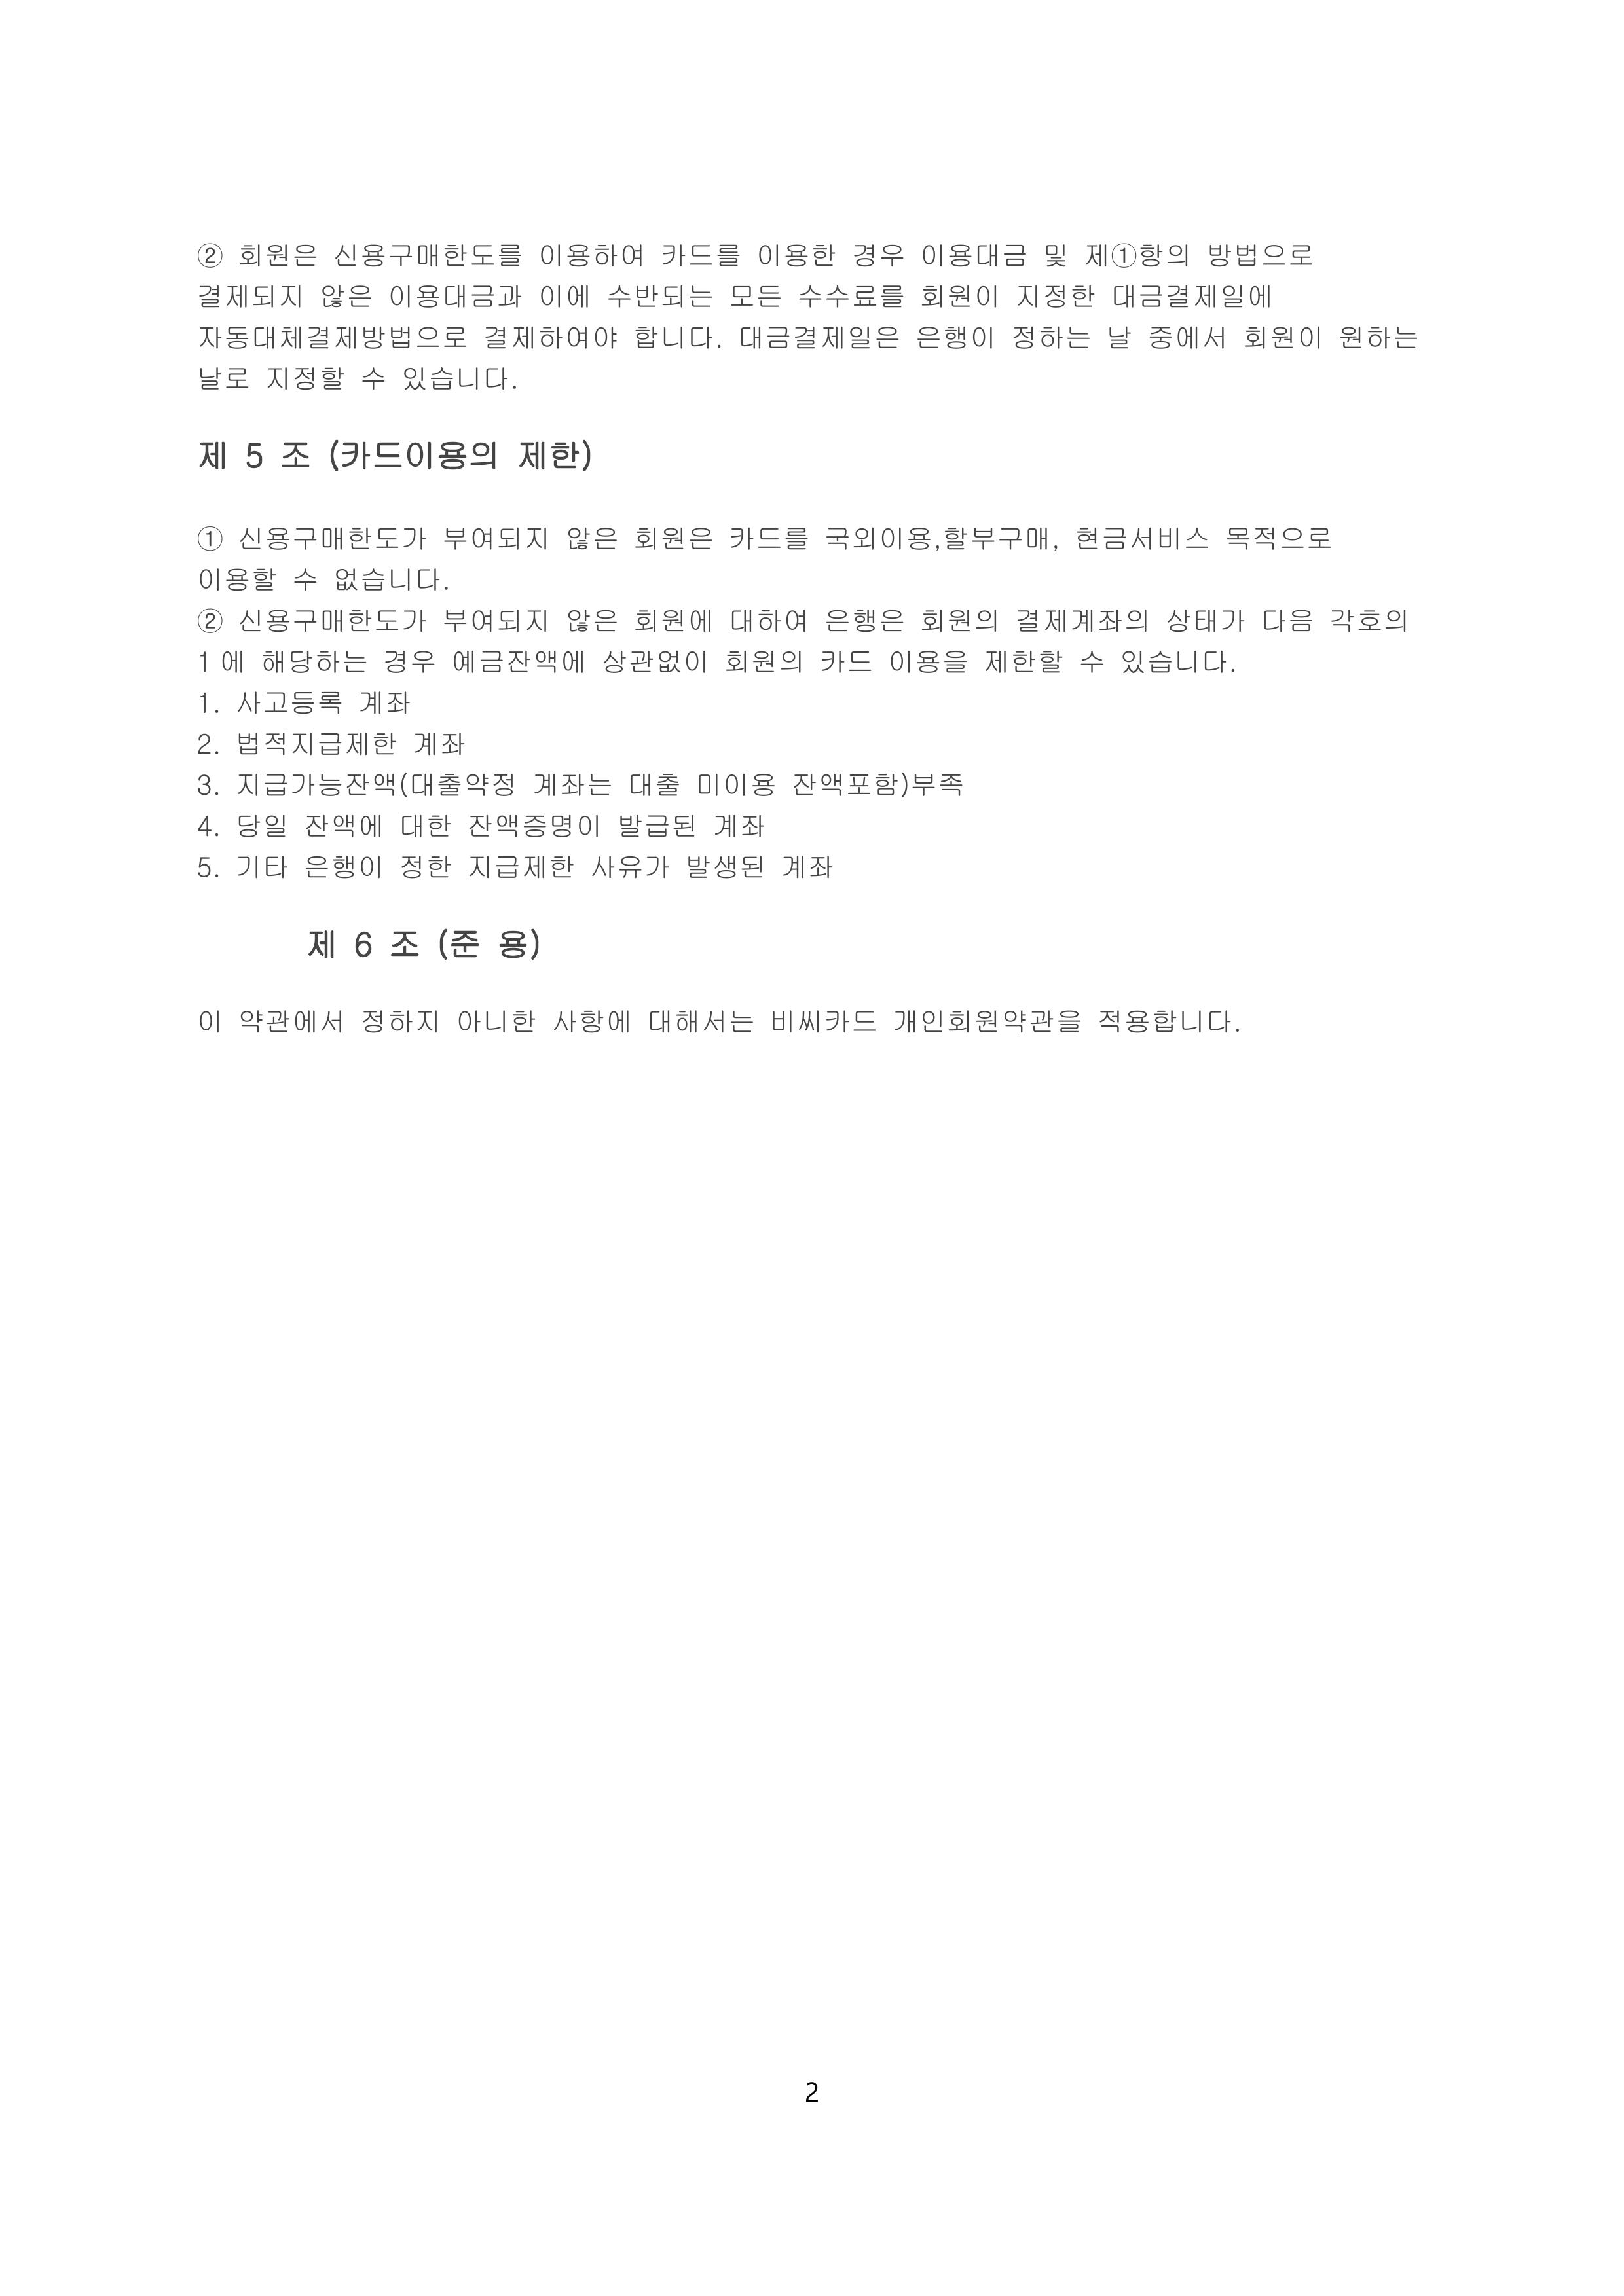 ② 회원은 신용구매한도를 이용하여 카드를 이용한 경우 이용대금 및 제①항의 방법으로
결제되지 않은 이용대금과 이에 수반되는 모든 수수료를 회원이 지정한 대금결제일에
자동대체결제방법으로 결제하여야 합니다. 대금결제일은 은행이 정하는 날 중에서 회원이 원하는
날로 지정할 수 있습니다.
제 5 조 (카드이용의 제한)
① 신용구매한도가 부여되지 않은 회원은 카드를 국외이용,할부구매, 현금서비스 목적으로
이용할 수 없습니다.
② 신용구매한도가 부여되지 않은 회원에 대하여 은행은 회원의 결제계좌의 상태가 다음 각호의
1 에 해당하는 경우 예금잔액에 상관없이 회원의 카드 이용을 제한할 수 있습니다.
1. 사고등록 계좌
2. 법적지급제한 계좌
3. 지급가능잔액(대출약정 계좌는 대출 미이용 잔액포함)부족
4. 당일 잔액에 대한 잔액증명이 발급된 계좌
5. 기타 은행이 정한 지급제한 사유가 발생된 계좌
제 6 조 (준 용)
이 약관에서 정하지 아니한 사항에 대해서는 비씨카드 개인회원약관을 적용합니다.
2